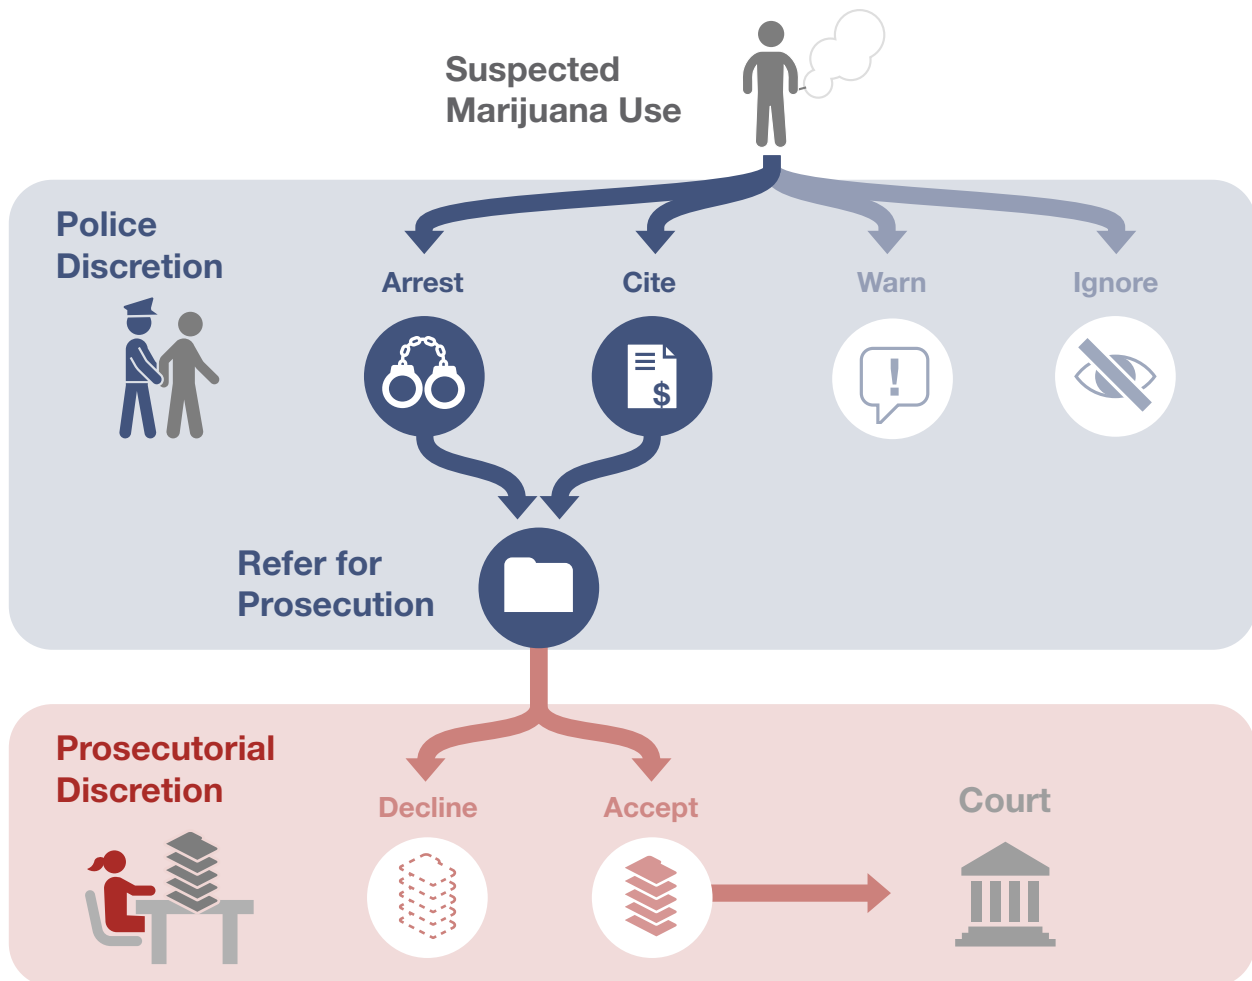 Suspected
Marijuana Use
Police
Discretion
Arrest
Cite
$
Warn
!
Ignore
Refer for
Prosecution
Prosecutorial
Discretion
Decline
Accept
Court